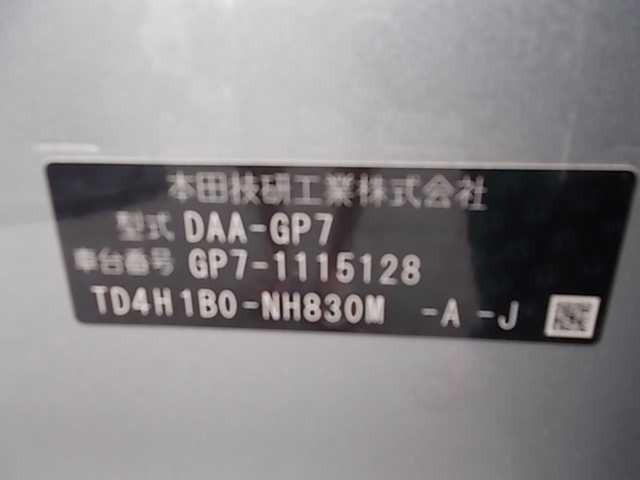 本田技研工業株式会社
型式 DAA-GP7
車台番号 GP7-1115128
TD4H1B0-NH830M -A -J